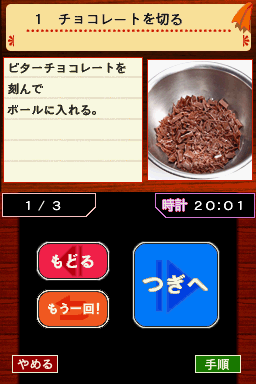 1 チョコレートを切る
ビターチョコレートを
刻んで
ボールに入れる。
1 / 3
時計 20:01
もどる
つぎへ
もう一回!
やめる
手順